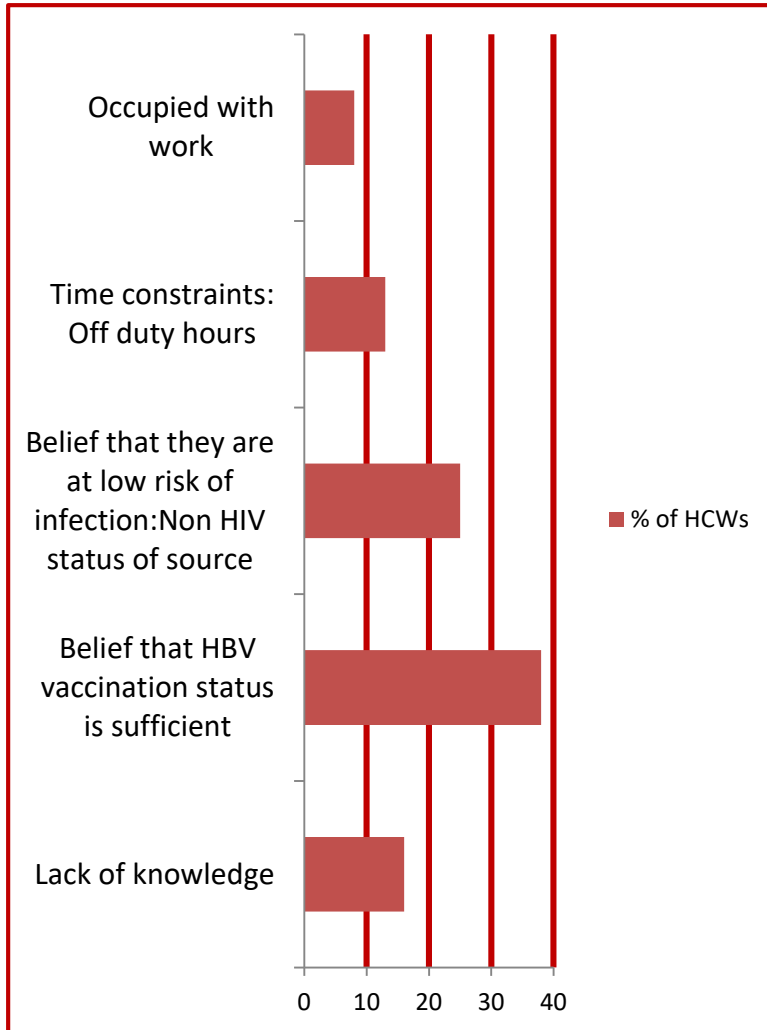 Occupied with
work
Time constraints:
Off duty hours
Belief that they are
at low risk of
infection:Non HIV
status of source
% of HCWs
Belief that HBV
vaccination status
is sufficient
Lack of knowledge
0 10 20 30 40